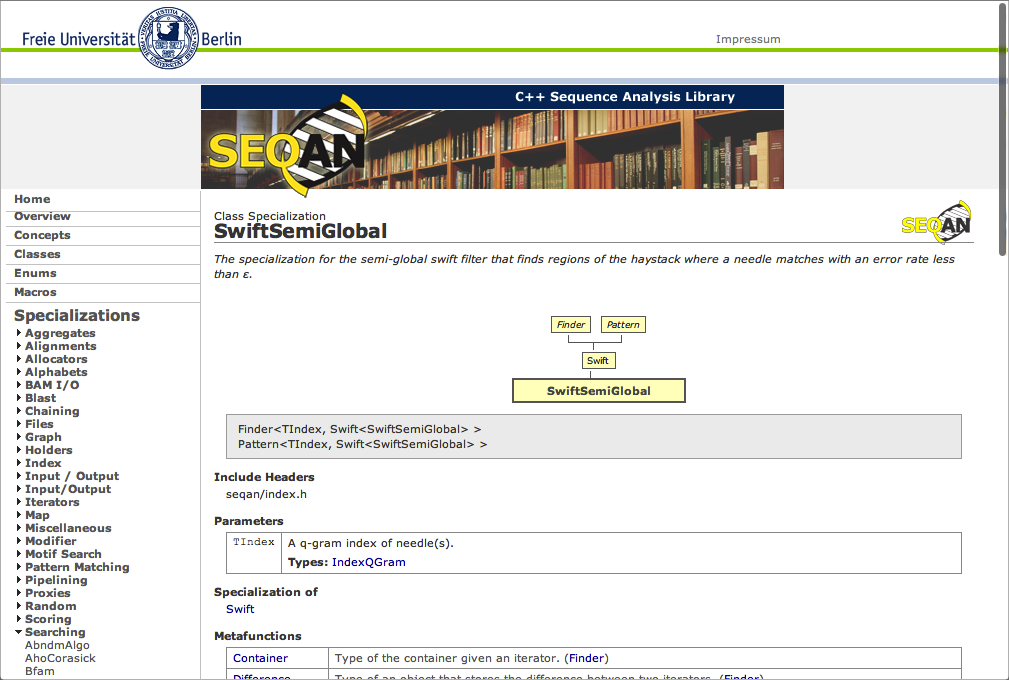 Freie Universität Berlin
Impressum
C++ Sequence Analysis Library
SEQAN
Home
Overview
Concepts
Classes
Enums
Macros
Specializations
Aggregates
Alignments
Allocators
Alphabets
BAM I/O
Blast
Chaining
Files
Graph
Holders
Index
Input / Output
Input/Output
Iterators
Map
Miscellaneous
Modifier
Motif Search
Pattern Matching
Pipelining
Proxies
Random
Scoring
Searching
AbndmAlgo
AhoCorasick
Bfam
Class Specialization
SwiftSemiGlobal
SEQAN
The specialization for the semi-global swift filter that finds regions of the haystack where a needle matches with an error rate less
than ε.
Finder Pattern
Swift
SwiftSemiGlobal
Finder<TIndex, Swift<SwiftSemiGlobal> >
Pattern<TIndex, Swift<SwiftSemiGlobal> >
Include Headers
seqan/index.h
Parameters
TIndex A q-gram index of needle(s).
Types: IndexQGram
Specialization of
Swift
Metafunctions
Container Type of the container given an iterator. (Finder)
Difference Type of an object that stores the difference between two iterators. (Finder)